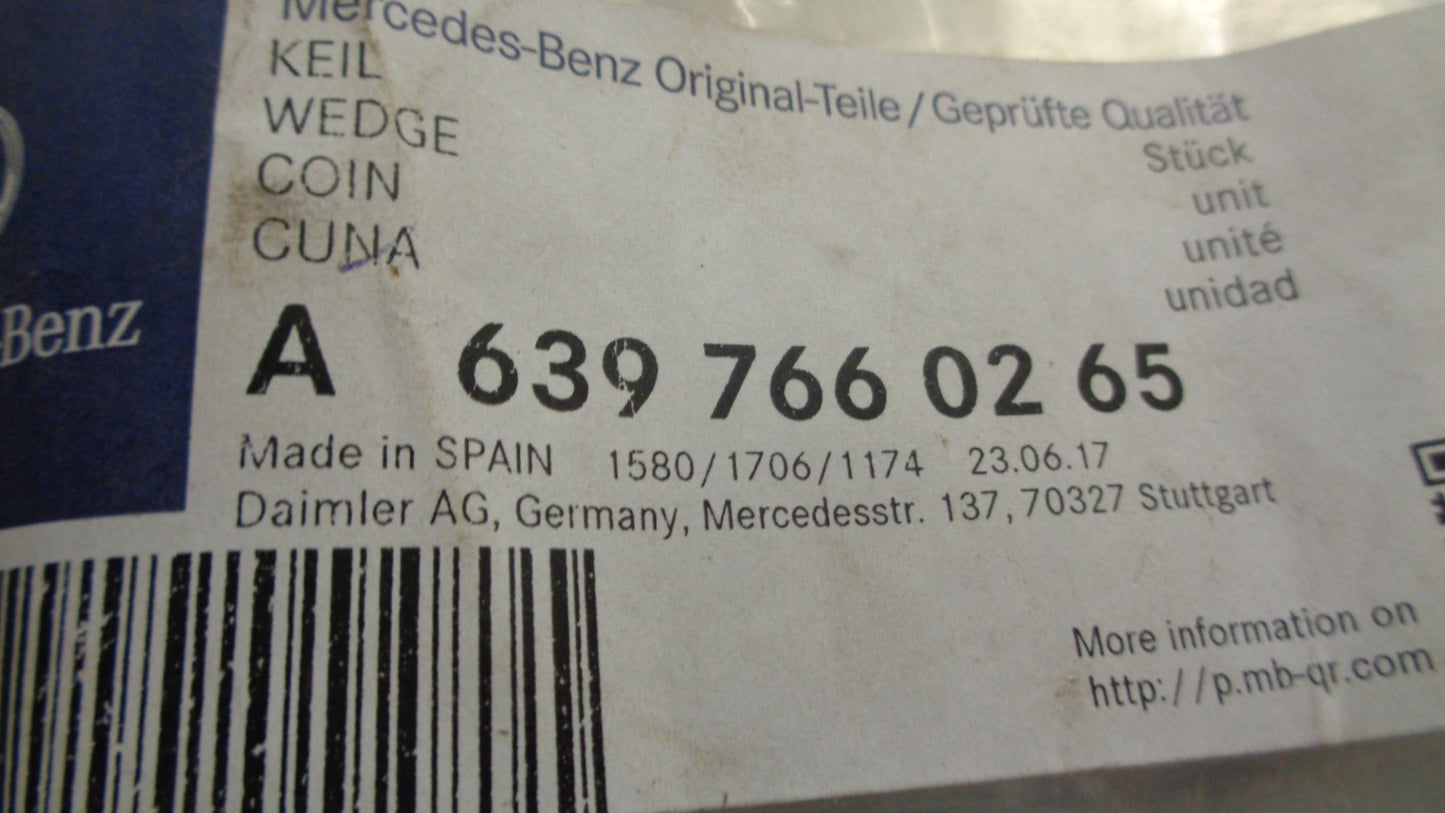 Mercedes-Benz Original-Teile / Geprüfte Qualität
KEIL
WEDGE
COIN
CUNA
Stück
unit
unité
unidad
Benz
A 639 766 02 65
Made in SPAIN 1580/1706/1174 23.06.17
Daimler AG, Germany, Mercedesstr. 137, 70327 Stuttgart
More information on
http://p.mb-qr.com